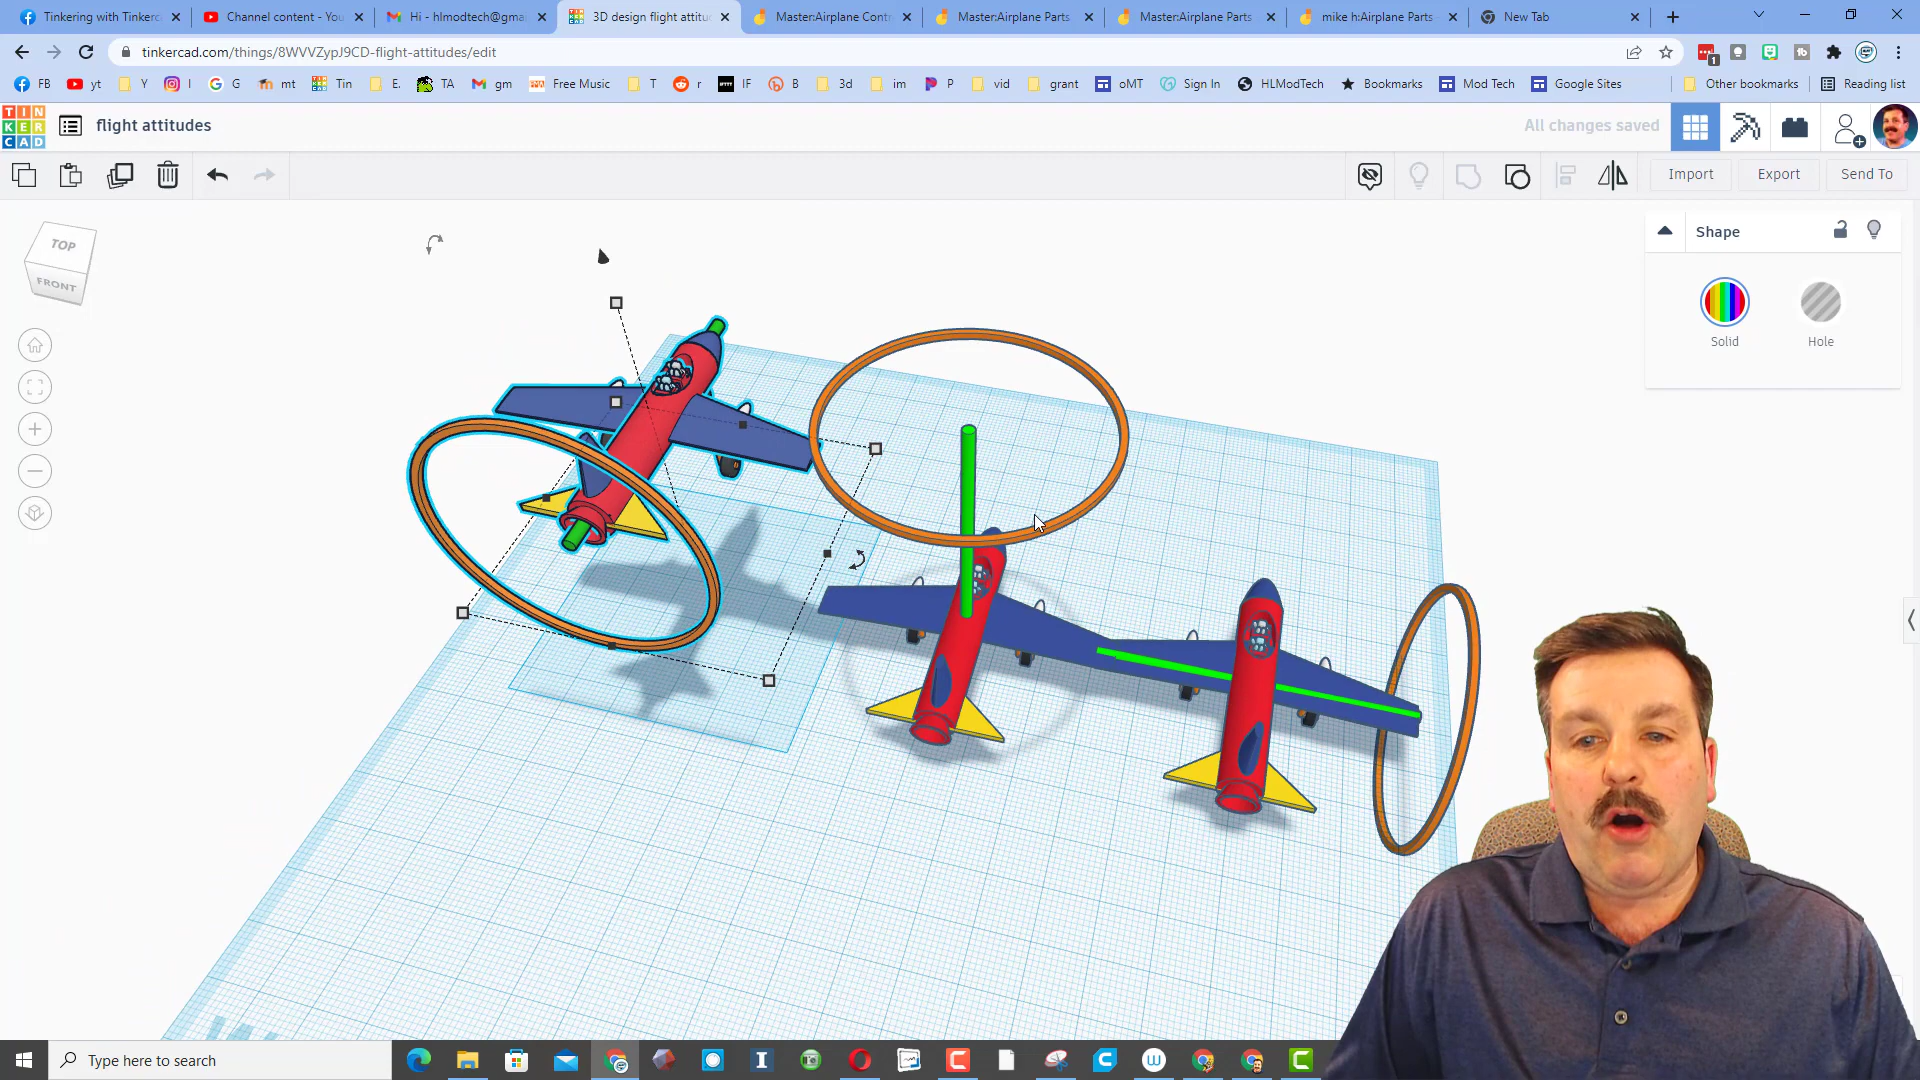 Tinkering with Tinkerc
Channel content - You
Hi - hlmodtech@gma
3D design flight attitud
Master:Airplane Contr
Master:Airplane Parts
Master:Airplane Parts
mike h:Airplane Parts -
New Tab
tinkercad.com/things/8WVVZypJ9CD-flight-attitudes/edit
1
FB
yt
Y
I
G
mt
Tin
E.
TA
gm
Free Music
T
r
IF
B
3d
im
P
vid
grant
oMT
Sign In
HLModTech
Bookmarks
Mod Tech
Google Sites
Other bookmarks
Reading list
TIN
KER
CAD
flight attitudes
All changes saved
Import
Export
Send To
TOP
FRONT
Shape
Solid
Hole
Type here to search